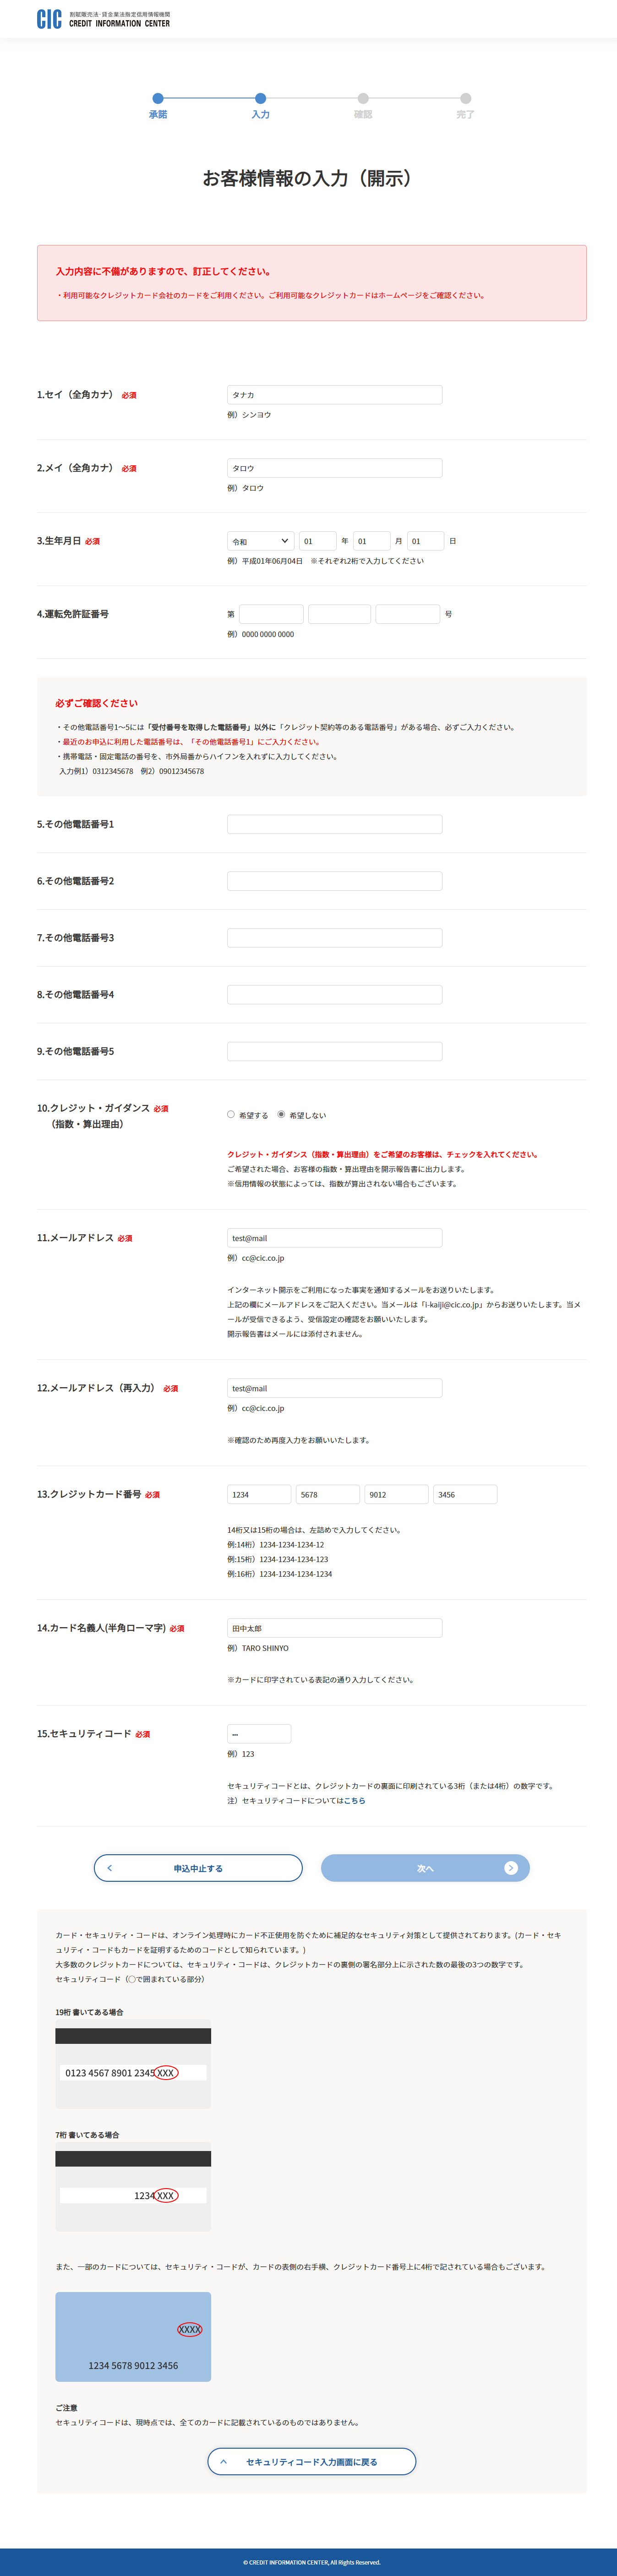 CIC 割賦販売法・貸金業法指定信用情報機関
CREDIT INFORMATION CENTER
承諾 入力 確認 完了
お客様情報の入力（開示）
入力内容に不備がありますので、訂正してください。
・利用可能なクレジットカード会社のカードをご利用ください。ご利用可能なクレジットカードはホームページをご確認ください。
1.セイ（全角カナ） 必須
タナカ
例）シンヨウ
2.メイ（全角カナ） 必須
タロウ
例）タロウ
3.生年月日 必須
令和 01 年 01 月 01 日
例）平成01年06月04日　※それぞれ2桁で入力してください
4.運転免許証番号
第 号
例）0000 0000 0000
必ずご確認ください
・その他電話番号1～5には「受付番号を取得した電話番号」以外に「クレジット契約等のある電話番号」がある場合、必ずご入力ください。
・最近のお申込に利用した電話番号は、「その他電話番号1」にご入力ください。
・携帯電話・固定電話の番号を、市外局番からハイフンを入れずに入力してください。
入力例1）0312345678　例2）09012345678
5.その他電話番号1
6.その他電話番号2
7.その他電話番号3
8.その他電話番号4
9.その他電話番号5
10.クレジット・ガイダンス 必須
（指数・算出理由）
希望する 希望しない
クレジット・ガイダンス（指数・算出理由）をご希望のお客様は、チェックを入れてください。
ご希望された場合、お客様の指数・算出理由を開示報告書に出力します。
※信用情報の状態によっては、指数が算出されない場合もございます。
11.メールアドレス 必須
test@mail
例）cc@cic.co.jp
インターネット開示をご利用になった事実を通知するメールをお送りいたします。
上記の欄にメールアドレスをご記入ください。当メールは「i-kaiji@cic.co.jp」からお送りいたします。当メ
ールが受信できるよう、受信設定の確認をお願いいたします。
開示報告書はメールには添付されません。
12.メールアドレス（再入力） 必須
test@mail
例）cc@cic.co.jp
※確認のため再度入力をお願いいたします。
13.クレジットカード番号 必須
1234 5678 9012 3456
14桁又は15桁の場合は、左詰めで入力してください。
例:14桁）1234-1234-1234-12
例:15桁）1234-1234-1234-123
例:16桁）1234-1234-1234-1234
14.カード名義人(半角ローマ字) 必須
田中太郎
例）TARO SHINYO
※カードに印字されている表記の通り入力してください。
15.セキュリティコード 必須
•••
例）123
セキュリティコードとは、クレジットカードの裏面に印刷されている3桁（または4桁）の数字です。
注）セキュリティコードについてはこちら
申込中止する
次へ
カード・セキュリティ・コードは、オンライン処理時にカード不正使用を防ぐために補足的なセキュリティ対策として提供されております。(カード・セキ
ュリティ・コードもカードを証明するためのコードとして知られています。)
大多数のクレジットカードについては、セキュリティ・コードは、クレジットカードの裏側の署名部分上に示された数の最後の3つの数字です。
セキュリティコード（◯で囲まれている部分）
19桁 書いてある場合
0123 4567 8901 2345 XXX
7桁 書いてある場合
1234 XXX
また、一部のカードについては、セキュリティ・コードが、カードの表側の右手横、クレジットカード番号上に4桁で記されている場合もございます。
XXXX
1234 5678 9012 3456
ご注意
セキュリティコードは、現時点では、全てのカードに記載されているのものではありません。
セキュリティコード入力画面に戻る
© CREDIT INFORMATION CENTER, All Rights Reserved.